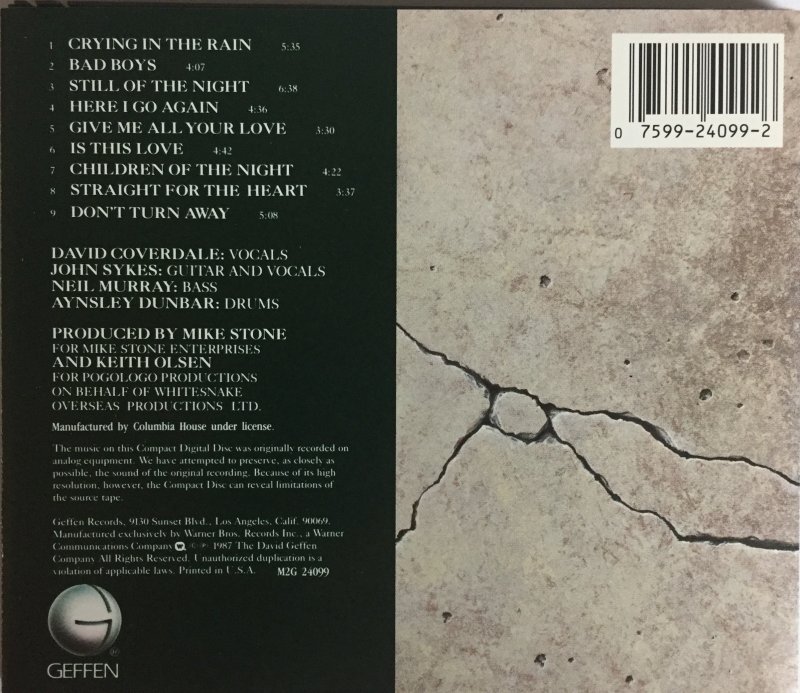 1 CRYING IN THE RAIN 5:35
2 BAD BOYS 4:07
3 STILL OF THE NIGHT 6:38
4 HERE I GO AGAIN 4:36
5 GIVE ME ALL YOUR LOVE 3:30
6 IS THIS LOVE 4:42
7 CHILDREN OF THE NIGHT 4:22
8 STRAIGHT FOR THE HEART 3:37
9 DON'T TURN AWAY 5:08
DAVID COVERDALE: VOCALS
JOHN SYKES: GUITAR AND VOCALS
NEIL MURRAY: BASS
AYNSLEY DUNBAR: DRUMS
PRODUCED BY MIKE STONE
FOR MIKE STONE ENTERPRISES
AND KEITH OLSEN
FOR POGOLOGO PRODUCTIONS
ON BEHALF OF WHITESNAKE
OVERSEAS PRODUCTIONS LTD.
Manufactured by Columbia House under license.
The music on this Compact Digital Disc was originally recorded on
analog equipment. We have attempted to preserve, as closely as
possible, the sound of the original recording. Because of its high
resolution, however, the Compact Disc can reveal limitations of
the source tape.
Geffen Records, 9130 Sunset Blvd., Los Angeles, Calif. 90069.
Manufactured exclusively by Warner Bros. Records Inc., a Warner
Communications Company © ℗ 1987 The David Geffen
Company All Rights Reserved. Unauthorized duplication is a
violation of applicable laws. Printed in U.S.A. M2G 24099
GEFFEN
®
0 7599-24099-2